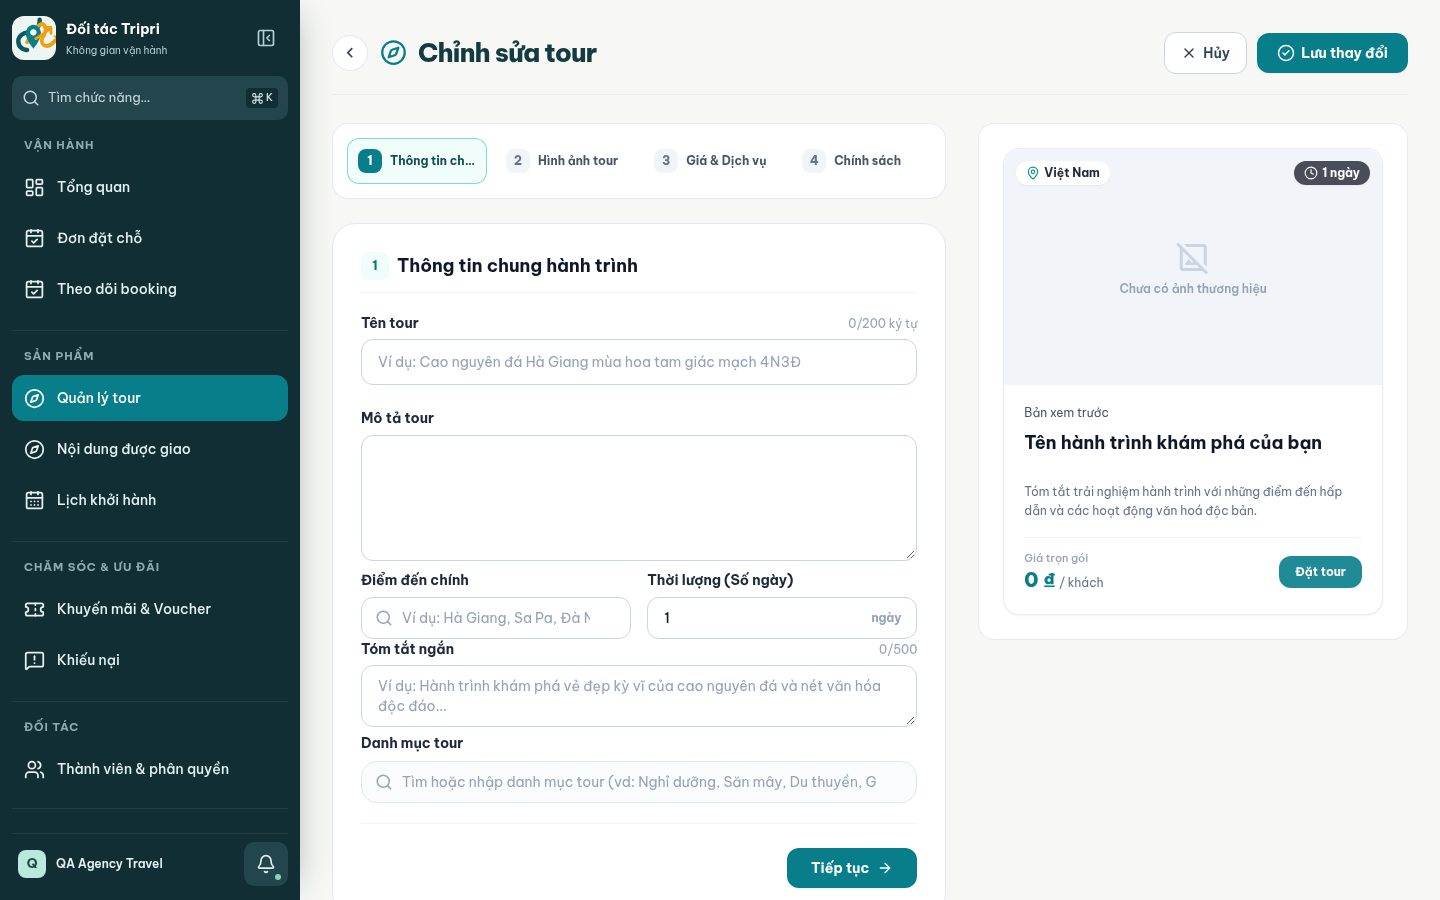 Đối tác Tripri
Không gian vận hành
Tìm chức năng...
⌘ K
VẬN HÀNH
Tổng quan
Đơn đặt chỗ
Theo dõi booking
SẢN PHẨM
Quản lý tour
Nội dung được giao
Lịch khởi hành
CHĂM SÓC & ƯU ĐÃI
Khuyến mãi & Voucher
Khiếu nại
ĐỐI TÁC
Thành viên & phân quyền
Q
QA Agency Travel
Chỉnh sửa tour
Hủy
Lưu thay đổi
1 Thông tin ch...
2 Hình ảnh tour
3 Giá & Dịch vụ
4 Chính sách
1 Thông tin chung hành trình
Tên tour
0/200 ký tự
Ví dụ: Cao nguyên đá Hà Giang mùa hoa tam giác mạch 4N3Đ
Mô tả tour
Điểm đến chính
Ví dụ: Hà Giang, Sa Pa, Đà N
Thời lượng (Số ngày)
1
ngày
Tóm tắt ngắn
0/500
Ví dụ: Hành trình khám phá vẻ đẹp kỳ vĩ của cao nguyên đá và nét văn hóa
độc đáo...
Danh mục tour
Tìm hoặc nhập danh mục tour (vd: Nghỉ dưỡng, Săn mây, Du thuyền, G
Tiếp tục
Việt Nam
1 ngày
Chưa có ảnh thương hiệu
Bản xem trước
Tên hành trình khám phá của bạn
Tóm tắt trải nghiệm hành trình với những điểm đến hấp
dẫn và các hoạt động văn hoá độc bản.
Giá trọn gói
0 ₫ / khách
Đặt tour